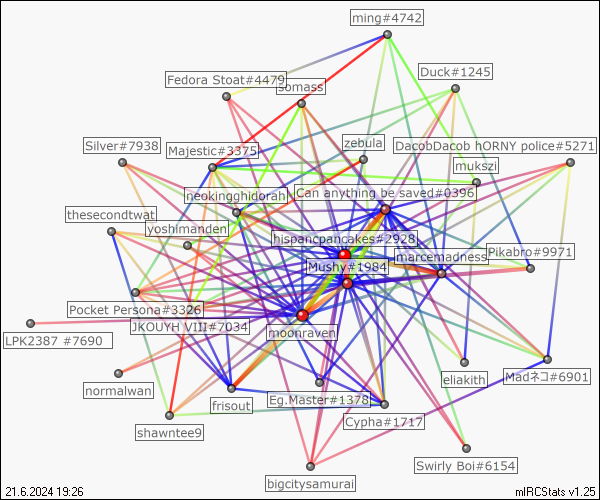 ming#4742
Duck#1245
Fedora Stoat#4479
somass
zebula
DacobDacob hORNY police#5271
Silver#7938
Majestic#3375
mukszi
neokingghidorah
Can anything be saved#0396
thesecondtwat
yoshimanden
hispancpancakes#2928
marcemadness
Pikabro#9971
Mushy#1984
Pocket Persona#3326
JKOUYH VIII#7034
moonraven
LPK2387 #7690
normalwan
Eg.Master#1378
eliakith
Madネコ#6901
frisout
Cypha#1717
shawntee9
Swirly Boi#6154
bigcitysamurai
21.6.2024 19:26
mIRCStats v1.25